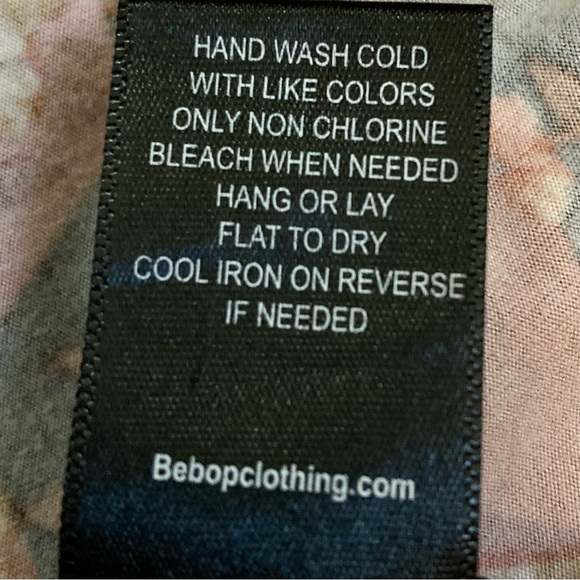 HAND WASH COLD
WITH LIKE COLORS
ONLY NON CHLORINE
BLEACH WHEN NEEDED
HANG OR LAY
FLAT TO DRY
COOL IRON ON REVERSE
IF NEEDED
Bebopclothing.com